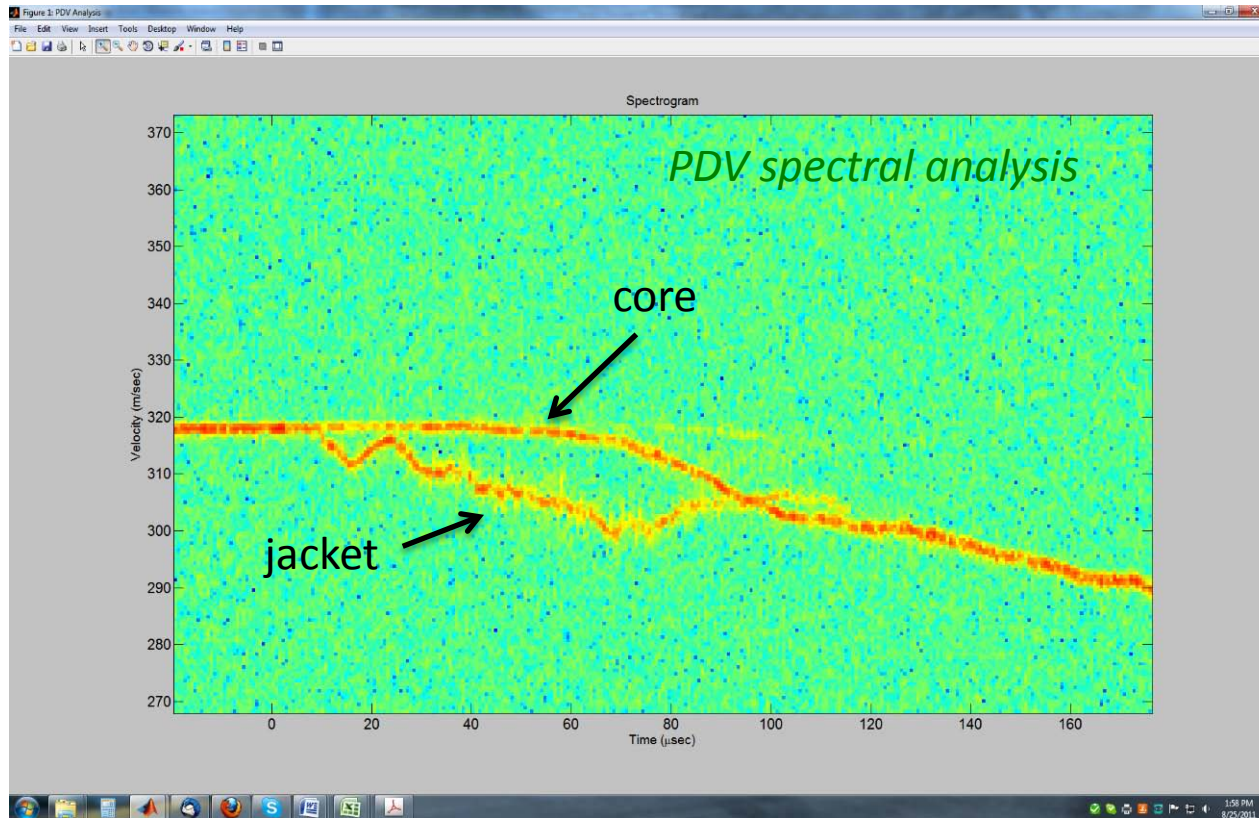 Figure 1: PDV Analysis
File Edit View Insert Tools Desktop Window Help
Spectrogram
PDV spectral analysis
370
360
350
340
330
320
310
300
290
280
270
Velocity (m/sec)
core
jacket
0 20 40 60 80 100 120 140 160
Time (μsec)
1:58 PM
8/25/2011